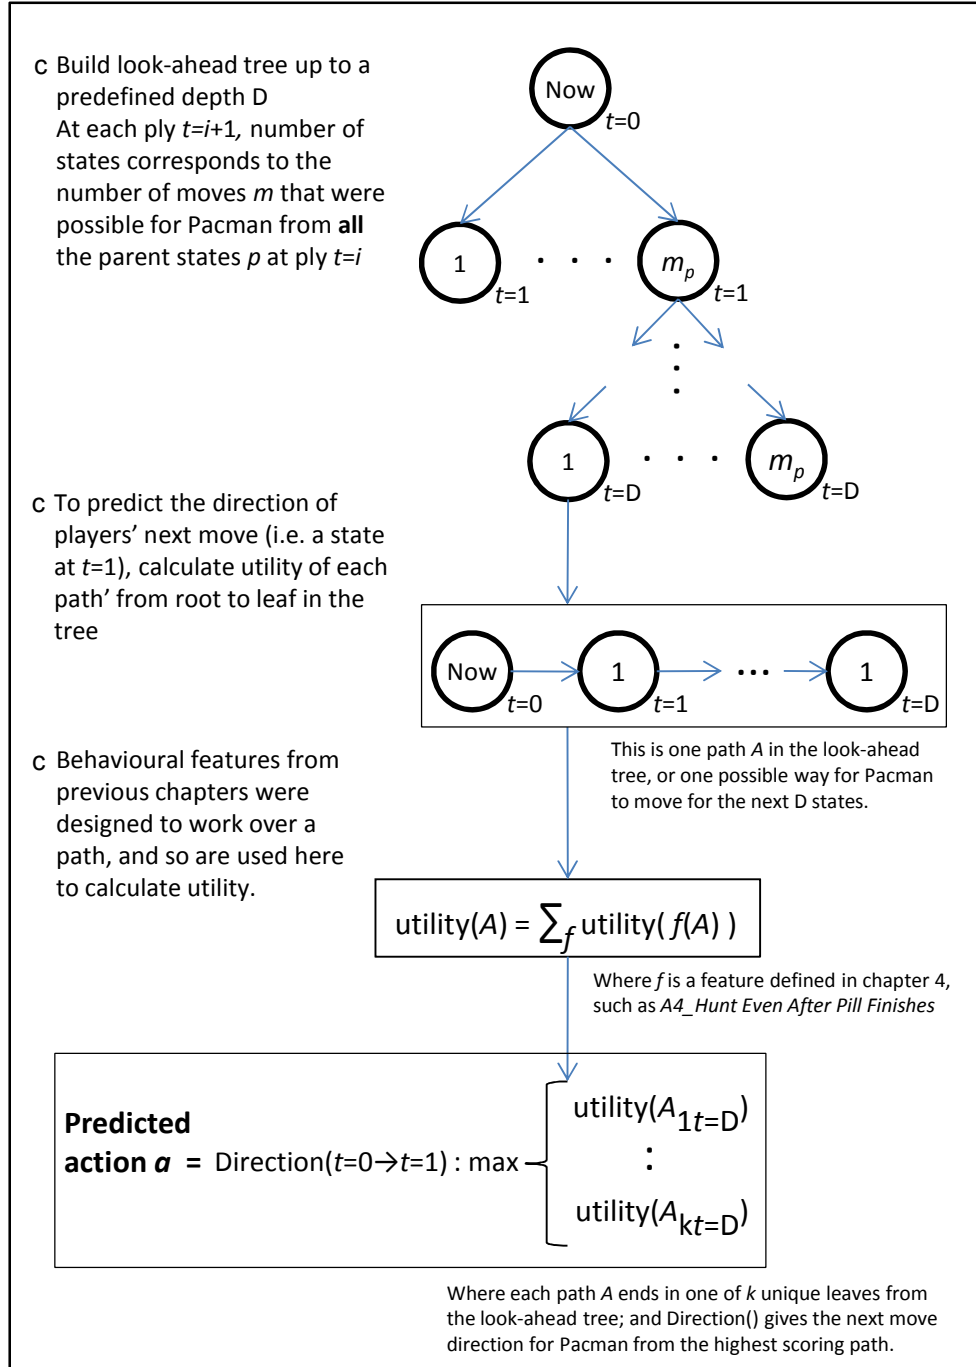 c Build look-ahead tree up to a
predefined depth D
At each ply t=i+1, number of
states corresponds to the
number of moves m that were
possible for Pacman from all
the parent states p at ply t=i
Now
t=0
1
t=1
. . .
mp
t=1
.
.
.
1
t=D
. . .
mp
t=D
c To predict the direction of
players’ next move (i.e. a state
at t=1), calculate utility of each
path’ from root to leaf in the
tree
Now
t=0
1
t=1
...
1
t=D
This is one path A in the look-ahead
tree, or one possible way for Pacman
to move for the next D states.
c Behavioural features from
previous chapters were
designed to work over a
path, and so are used here
to calculate utility.
utility(A) = ∑f utility( f(A) )
Where f is a feature defined in chapter 4,
such as A4_Hunt Even After Pill Finishes
Predicted
action a = Direction(t=0→t=1) : max
utility(A1t=D)
:
utility(Akt=D)
Where each path A ends in one of k unique leaves from
the look-ahead tree; and Direction() gives the next move
direction for Pacman from the highest scoring path.